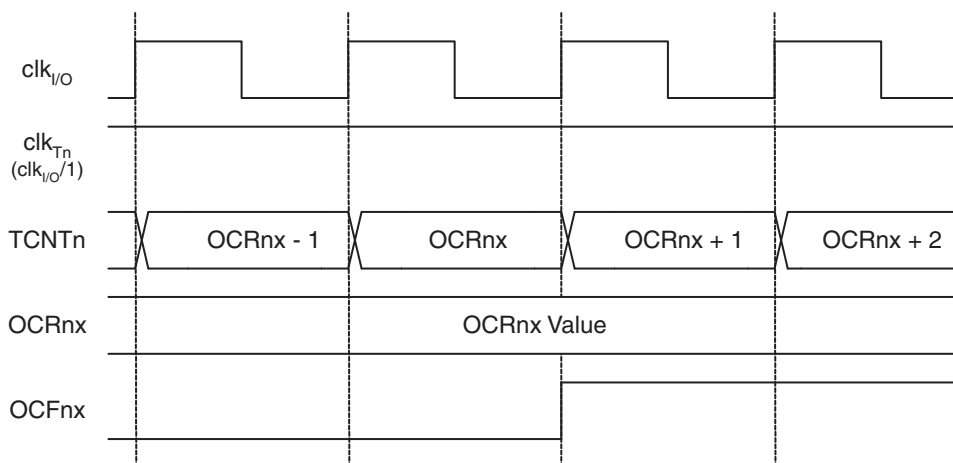 clkI/O
clkTn
(clkI/O/1)
TCNTn
OCRnx - 1
OCRnx
OCRnx + 1
OCRnx + 2
OCRnx
OCRnx Value
OCFnx